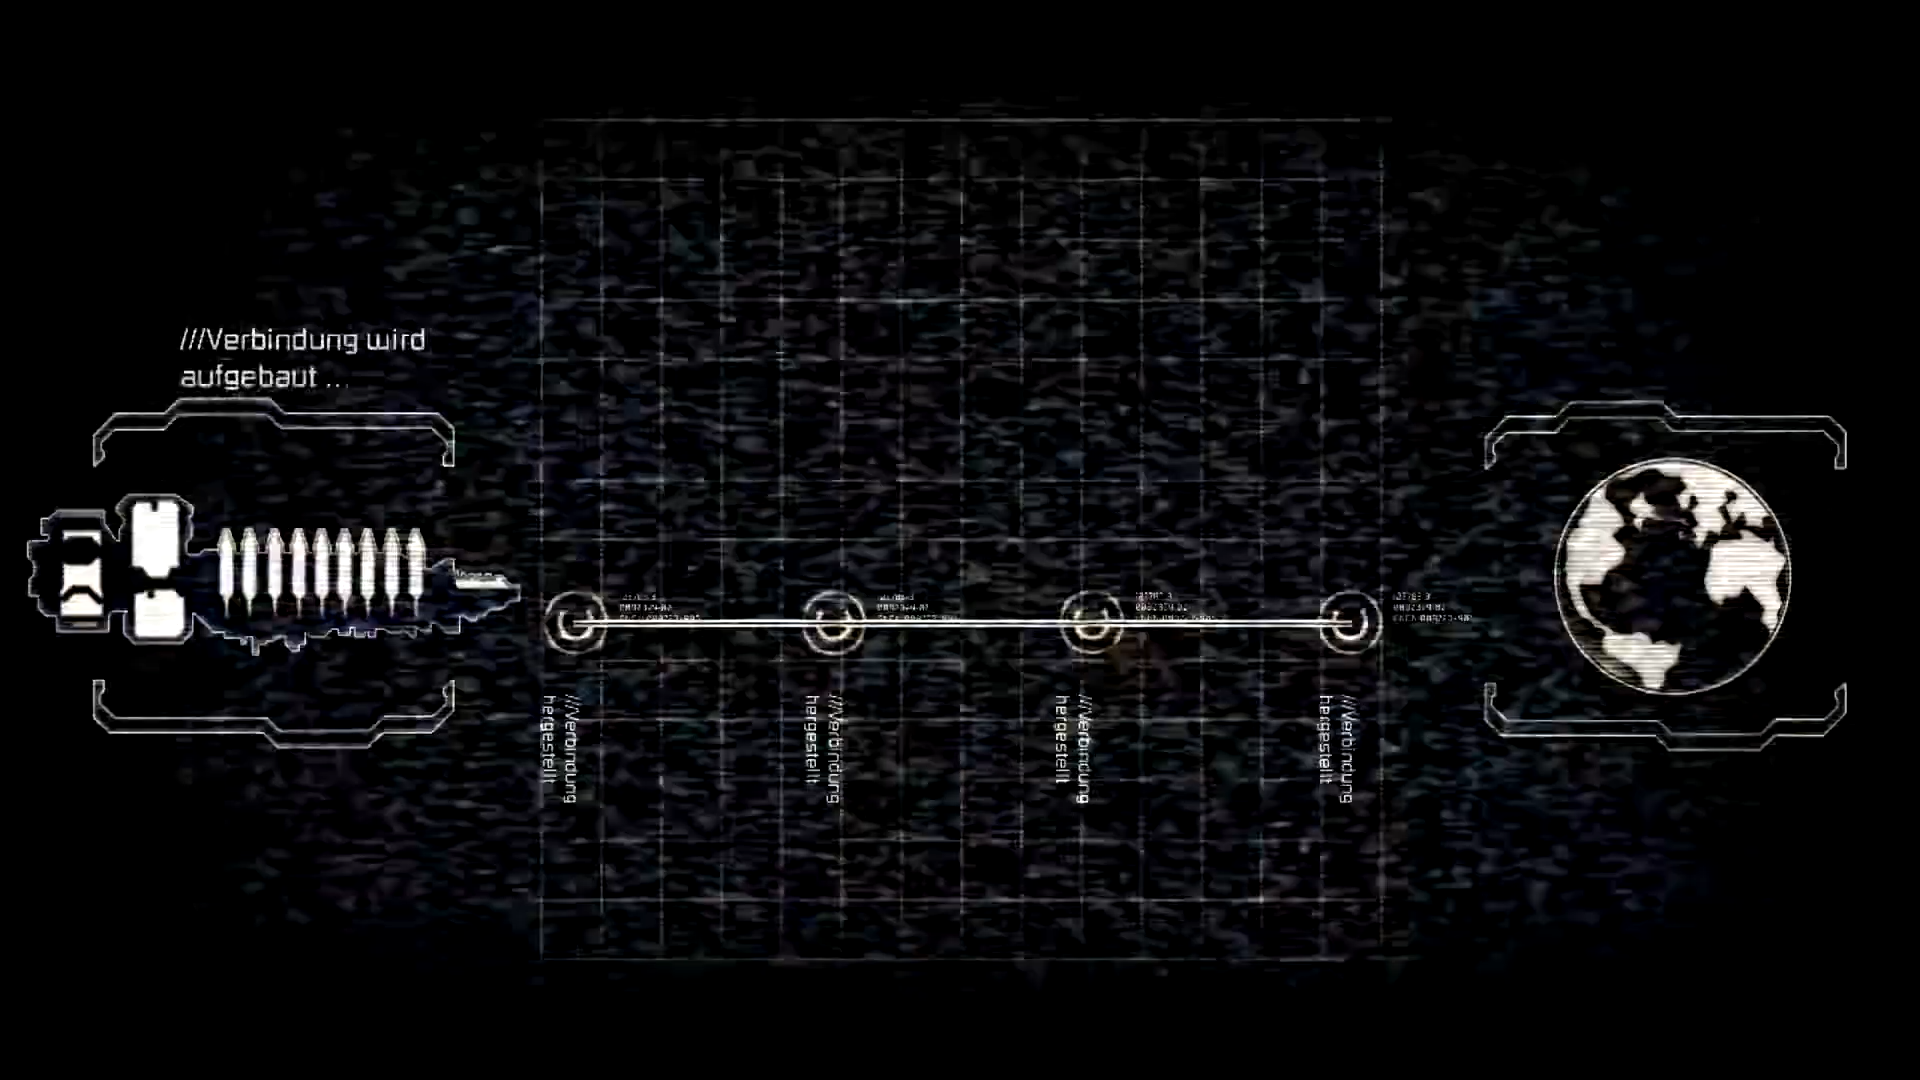 ///Verbindung wird
aufgebaut ...
///Verbindung
hergestellt
///Verbindung
hergestellt
///Verbindung
hergestellt
///Verbindung
hergestellt